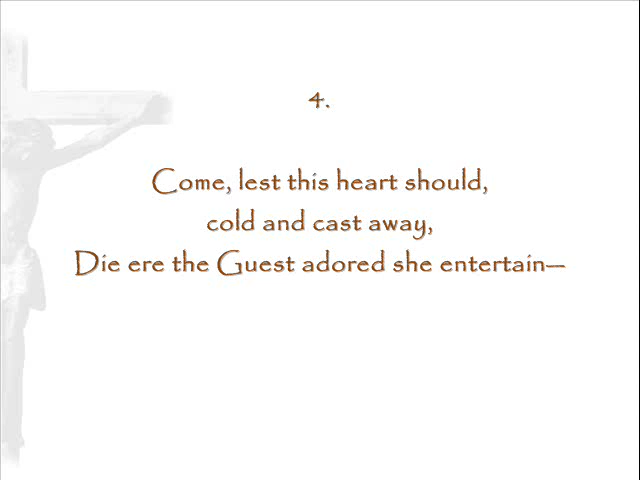 4.
Come, lest this heart should,
cold and cast away,
Die ere the Guest adored she entertain—